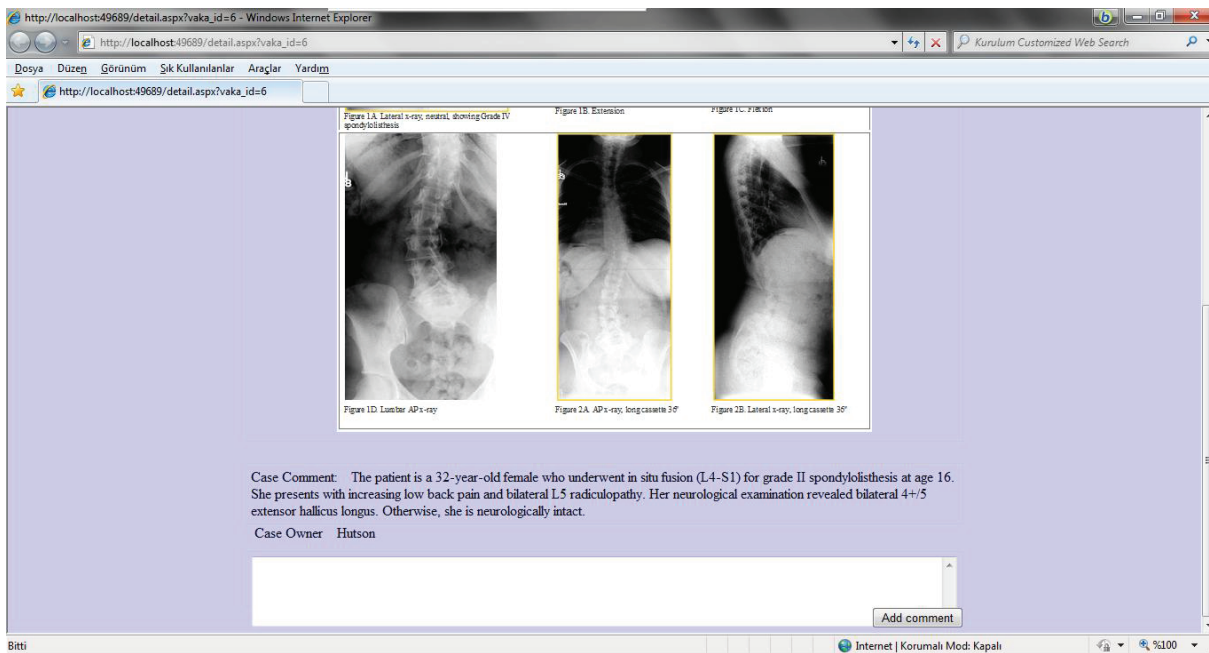 http://localhost:49689/detail.aspx?vaka_id=6 - Windows Internet Explorer
http://localhost:49689/detail.aspx?vaka_id=6
Kurulum Customized Web Search
Dosya Düzen Görünüm Sık Kullanılanlar Araçlar Yardım
http://localhost:49689/detail.aspx?vaka_id=6
Figure 1A. Lateral x-ray, neutral, showing Grade IV
spondylolisthesis
Figure 1B. Extension
Figure 1C. Flexion
Figure 1D. Lumbar AP x-ray
Figure 2A. AP x-ray, long cassette 36"
Figure 2B. Lateral x-ray, long cassette 36"
Case Comment: The patient is a 32-year-old female who underwent in situ fusion (L4-S1) for grade II spondylolisthesis at age 16.
She presents with increasing low back pain and bilateral L5 radiculopathy. Her neurological examination revealed bilateral 4+/5
extensor hallicus longus. Otherwise, she is neurologically intact.
Case Owner Hutson
Add comment
Bitti
Internet | Korumalı Mod: Kapalı
%100